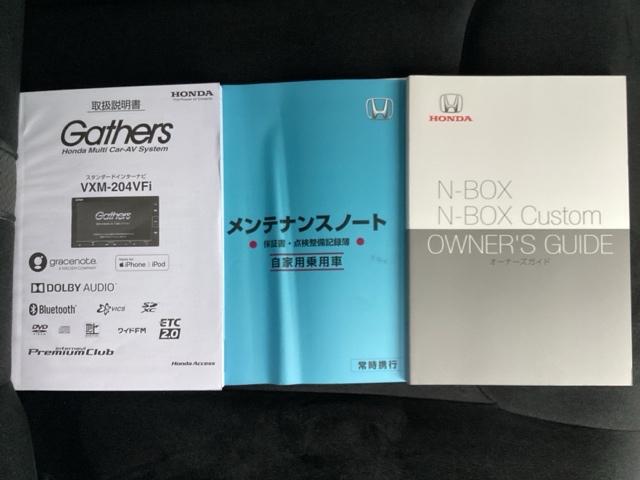 HONDA
The Power of Dreams
取扱説明書
Gathers
Honda Multi Car-AV System
スタンダードインターナビ
VXM-204VFi
Gathers
gracenote
A NIELSEN COMPANY
Made for
iPhone | iPod
DOLBY AUDIO
Bluetooth
VICS
SDXC
DVD
ワイドFM
ETC 2.0
internavi
PremiumClub
Honda Access
メンテナンスノート
保証書・点検整備記録簿
自家用乗用車
常時携行
HONDA
N-BOX
N-BOX Custom
OWNER'S GUIDE
オーナーズガイド